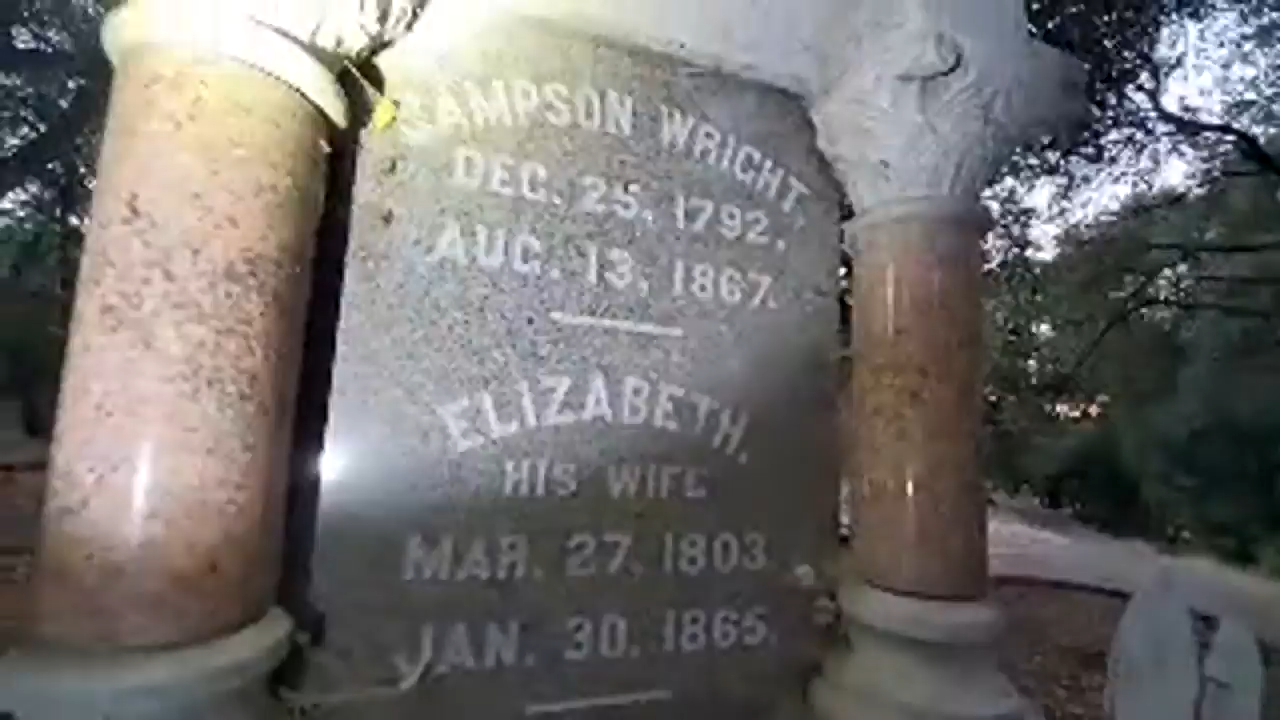 SAMPSON WRIGHT,
DEC. 25, 1792.
AUG. 13, 1867.
ELIZABETH,
HIS WIFE
MAR. 27, 1803
JAN. 30, 1865.